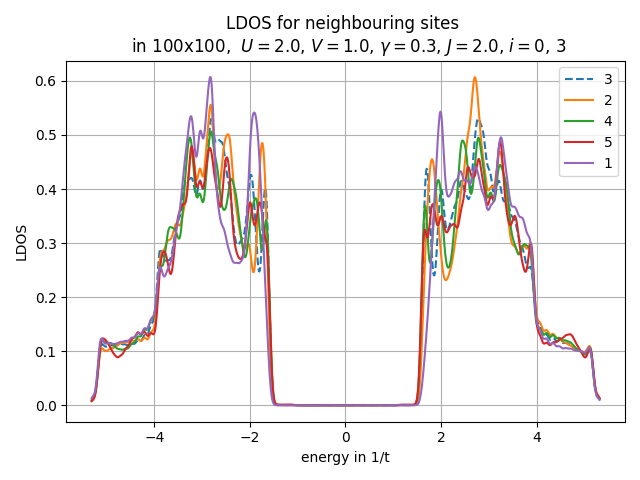 LDOS for neighbouring sites
in 100x100, U = 2.0, V = 1.0, γ = 0.3, J = 2.0, i = 0, 3
0.6
0.5
0.4
0.3
0.2
0.1
0.0
LDOS
3
2
4
5
1
−4 −2 0 2 4
energy in 1/t